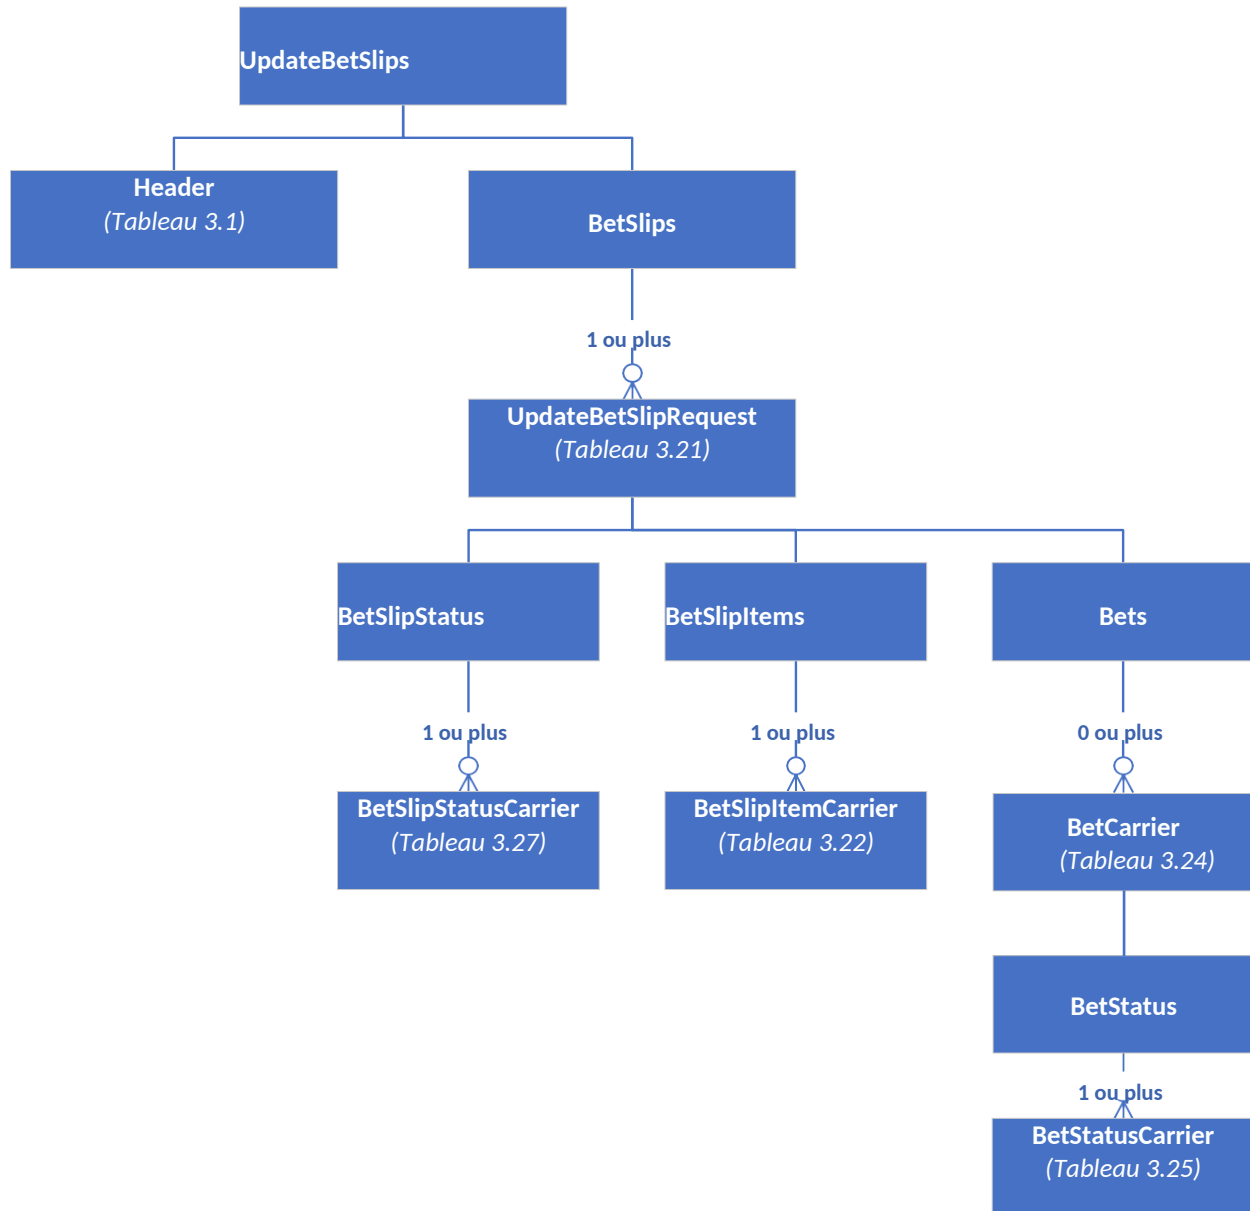 UpdateBetSlips
Header
(Tableau 3.1)
BetSlips
1 ou plus
UpdateBetSlipRequest
(Tableau 3.21)
BetSlipStatus
BetSlipItems
Bets
1 ou plus
1 ou plus
0 ou plus
BetSlipStatusCarrier
(Tableau 3.27)
BetSlipItemCarrier
(Tableau 3.22)
BetCarrier
(Tableau 3.24)
BetStatus
1 ou plus
BetStatusCarrier
(Tableau 3.25)